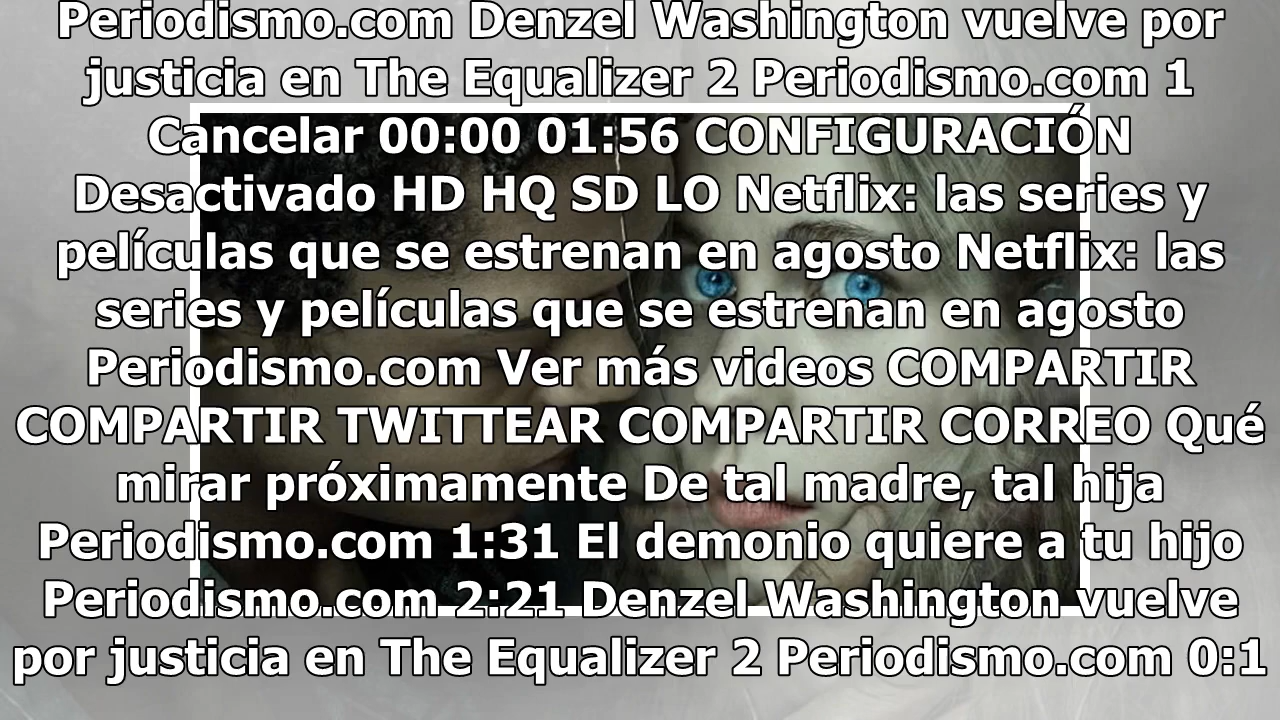 Periodismo.com Denzel Washington vuelve por
justicia en The Equalizer 2 Periodismo.com 1
Cancelar 00:00 01:56 CONFIGURACIÓN
Desactivado HD HQ SD LO Netflix: las series y
películas que se estrenan en agosto Netflix: las
series y películas que se estrenan en agosto
Periodismo.com Ver más videos COMPARTIR
COMPARTIR TWITTEAR COMPARTIR CORREO Qué
mirar próximamente De tal madre, tal hija
Periodismo.com 1:31 El demonio quiere a tu hijo
Periodismo.com 2:21 Denzel Washington vuelve
por justicia en The Equalizer 2 Periodismo.com 0:1